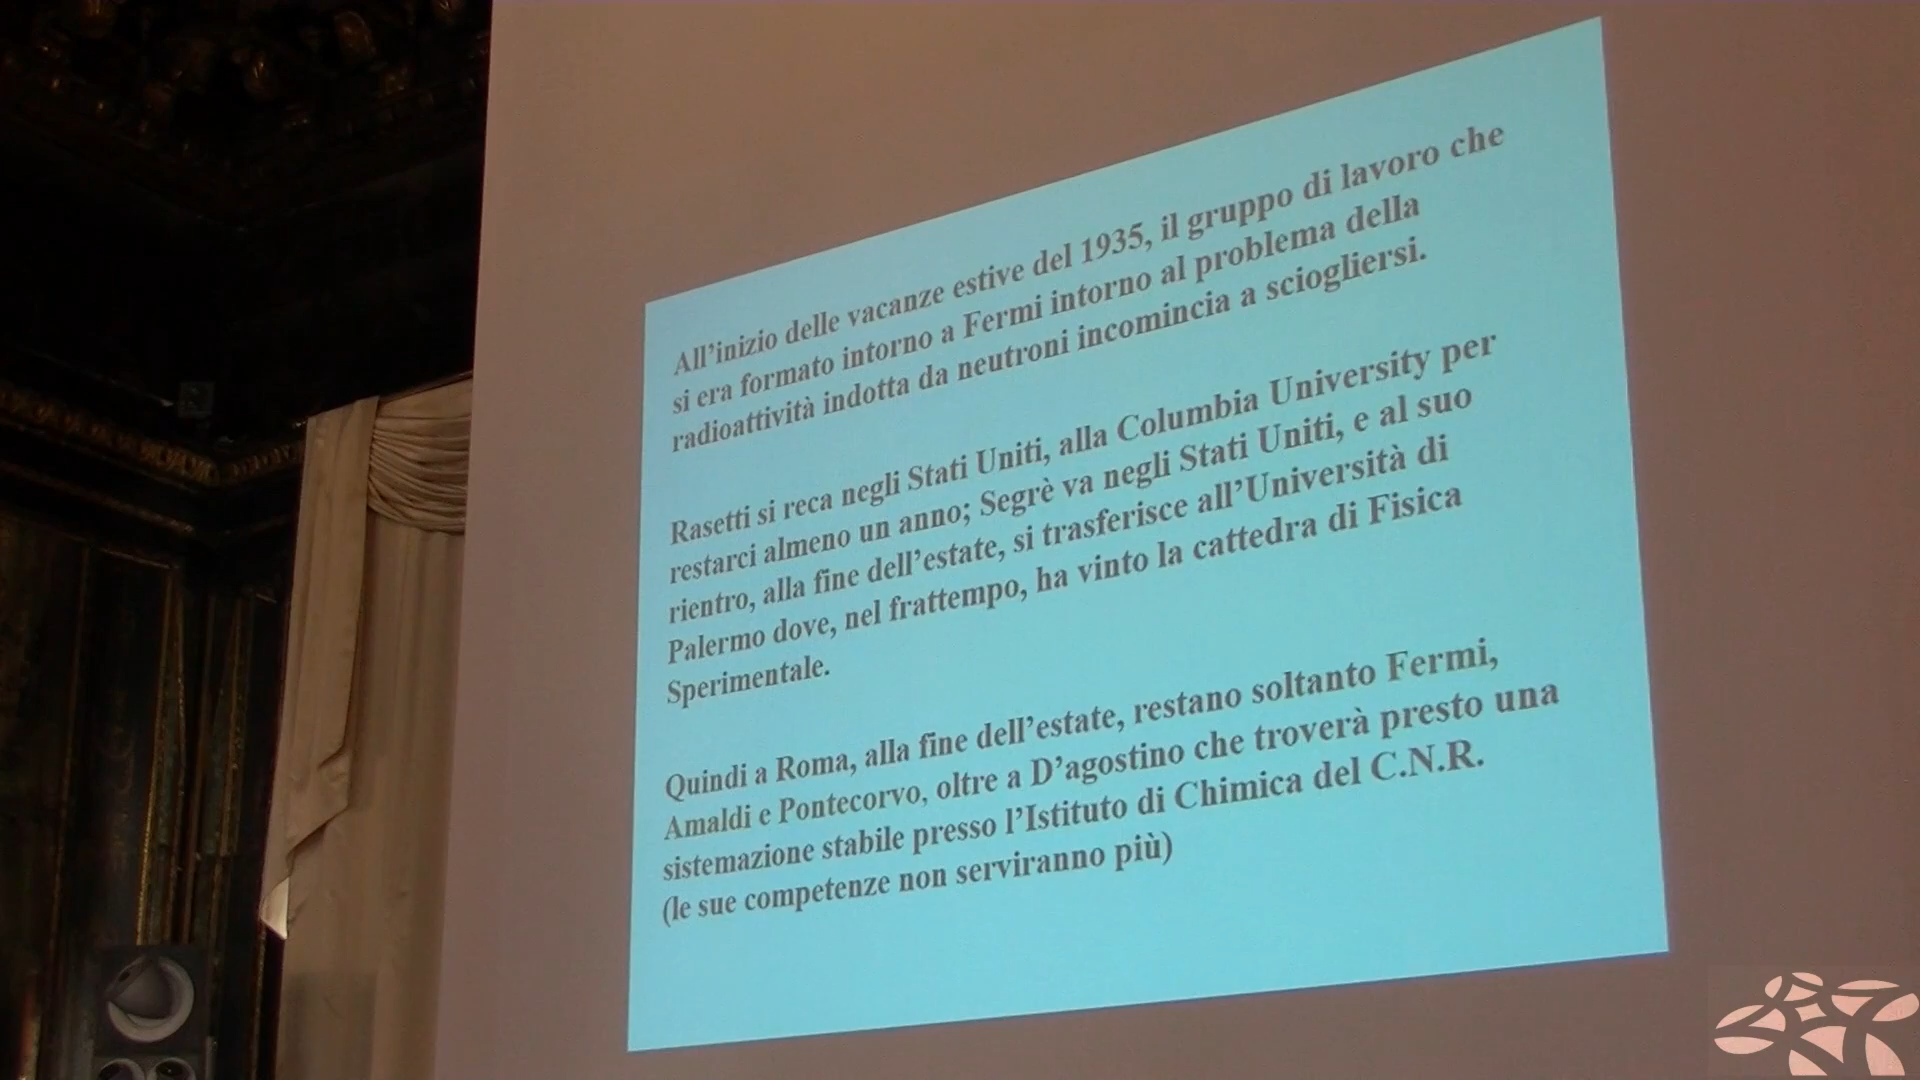 All'inizio delle vacanze estive del 1935, il gruppo di lavoro che
si era formato intorno a Fermi intorno al problema della
radioattività indotta da neutroni incomincia a sciogliersi.
Rasetti si reca negli Stati Uniti, alla Columbia University per
restarci almeno un anno; Segrè va negli Stati Uniti, e al suo
rientro, alla fine dell'estate, si trasferisce all'Università di
Palermo dove, nel frattempo, ha vinto la cattedra di Fisica
Sperimentale.
Quindi a Roma, alla fine dell'estate, restano soltanto Fermi,
Amaldi e Pontecorvo, oltre a D'agostino che troverà presto una
sistemazione stabile presso l'Istituto di Chimica del C.N.R.
(le sue competenze non serviranno più)